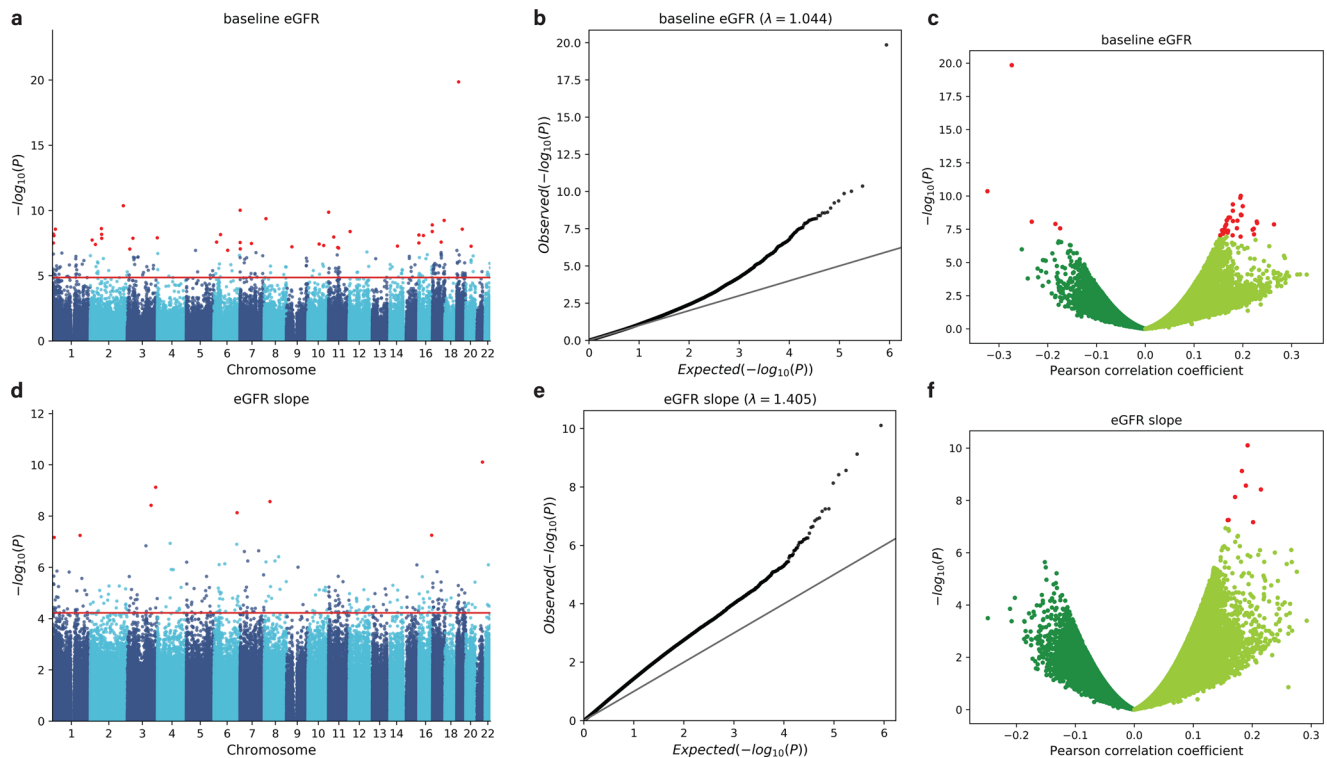 a
baseline eGFR
20
15
10
5
0
−log₁₀(P)
1 2 3 4 5 6 7 8 9 10 11 12 13 14 16 18 20 22
Chromosome
b
baseline eGFR (λ = 1.044)
20.0
17.5
15.0
12.5
10.0
7.5
5.0
2.5
0.0
Observed(−log₁₀(P))
0 1 2 3 4 5 6
Expected(−log₁₀(P))
c
baseline eGFR
20.0
17.5
15.0
12.5
10.0
7.5
5.0
2.5
0.0
−log₁₀(P)
−0.3 −0.2 −0.1 0.0 0.1 0.2 0.3
Pearson correlation coefficient
d
eGFR slope
12
10
8
6
4
2
0
−log₁₀(P)
1 2 3 4 5 6 7 8 9 10 11 12 13 14 16 18 20 22
Chromosome
e
eGFR slope (λ = 1.405)
10
8
6
4
2
0
Observed(−log₁₀(P))
0 1 2 3 4 5 6
Expected(−log₁₀(P))
f
eGFR slope
10
8
6
4
2
0
−log₁₀(P)
−0.2 −0.1 0.0 0.1 0.2
Pearson correlation coefficient